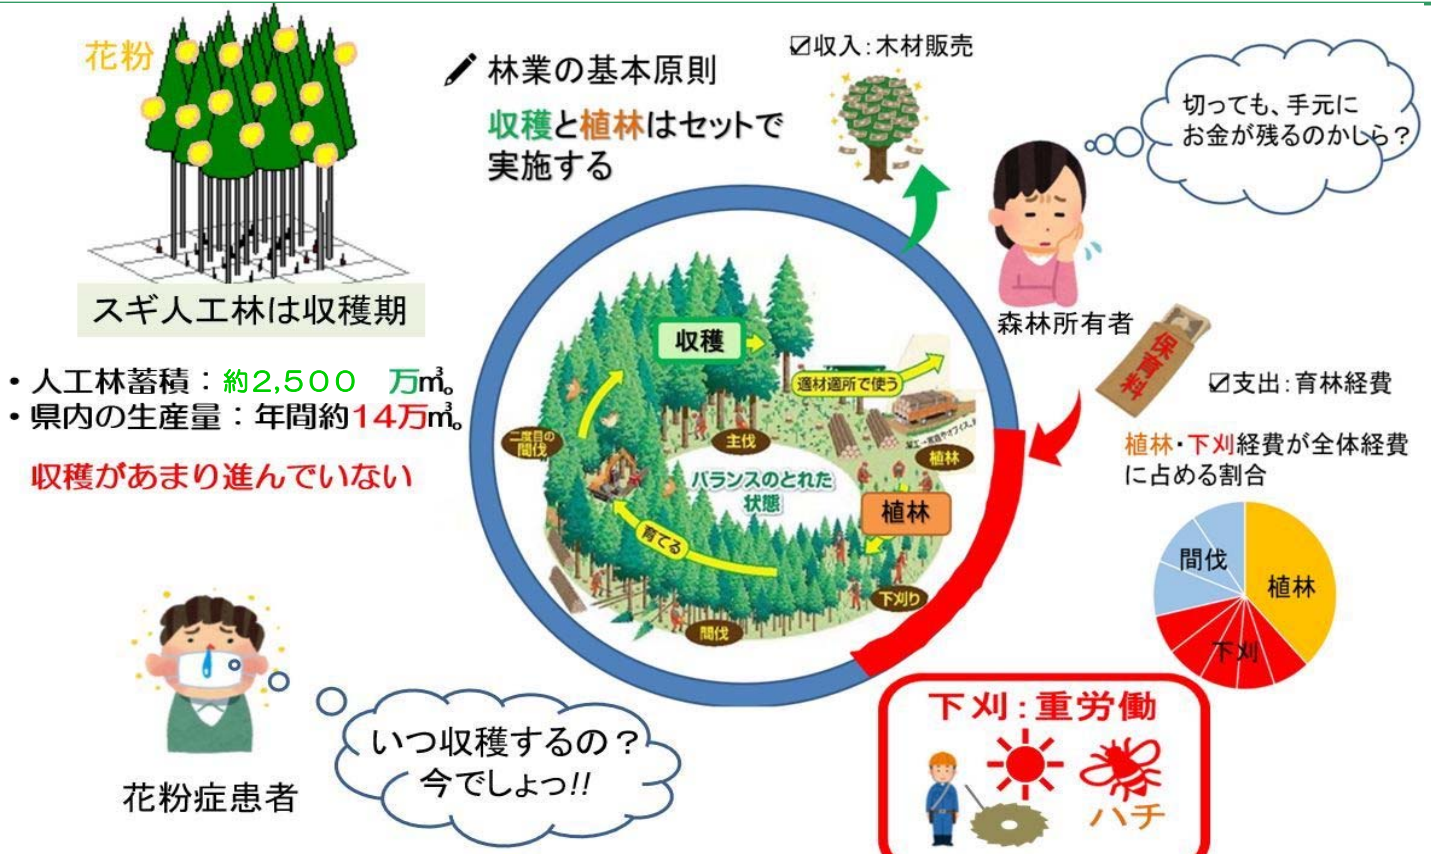 花粉
スギ人工林は収穫期
・人工林蓄積：約2,500　万㎥。
・県内の生産量：年間約14万㎥。
収穫があまり進んでいない
林業の基本原則
収穫と植林はセットで
実施する
☑収入：木材販売
切っても、手元に
お金が残るのかしら？
森林所有者
保育料
☑支出：育林経費
植林・下刈経費が全体経費
に占める割合
間伐
植林
下刈
収穫
適材適所で使う
二度目の
間伐
主伐
植林
バランスのとれた
状態
植林
育てる
下刈り
間伐
花粉症患者
いつ収穫するの？
今でしょっ!!
下刈：重労働
ハチ